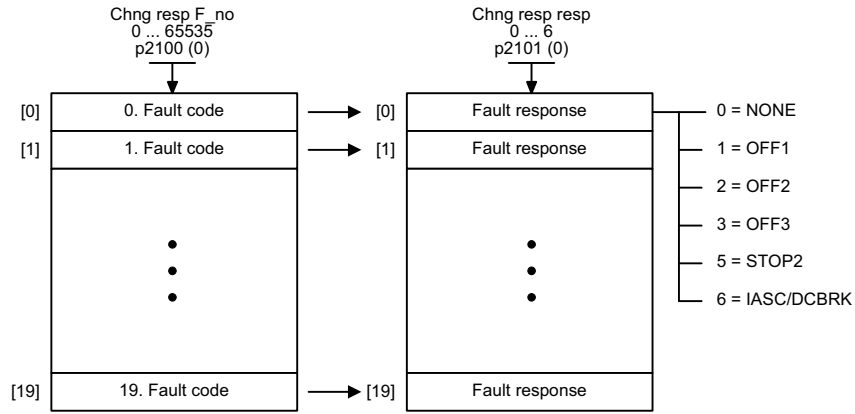 Chng resp F_no
0 ... 65535
p2100 (0)
Chng resp resp
0 ... 6
p2101 (0)
[0] 0. Fault code [0] Fault response 0 = NONE
[1] 1. Fault code [1] Fault response 1 = OFF1
2 = OFF2
3 = OFF3
5 = STOP2
6 = IASC/DCBRK
[19] 19. Fault code [19] Fault response